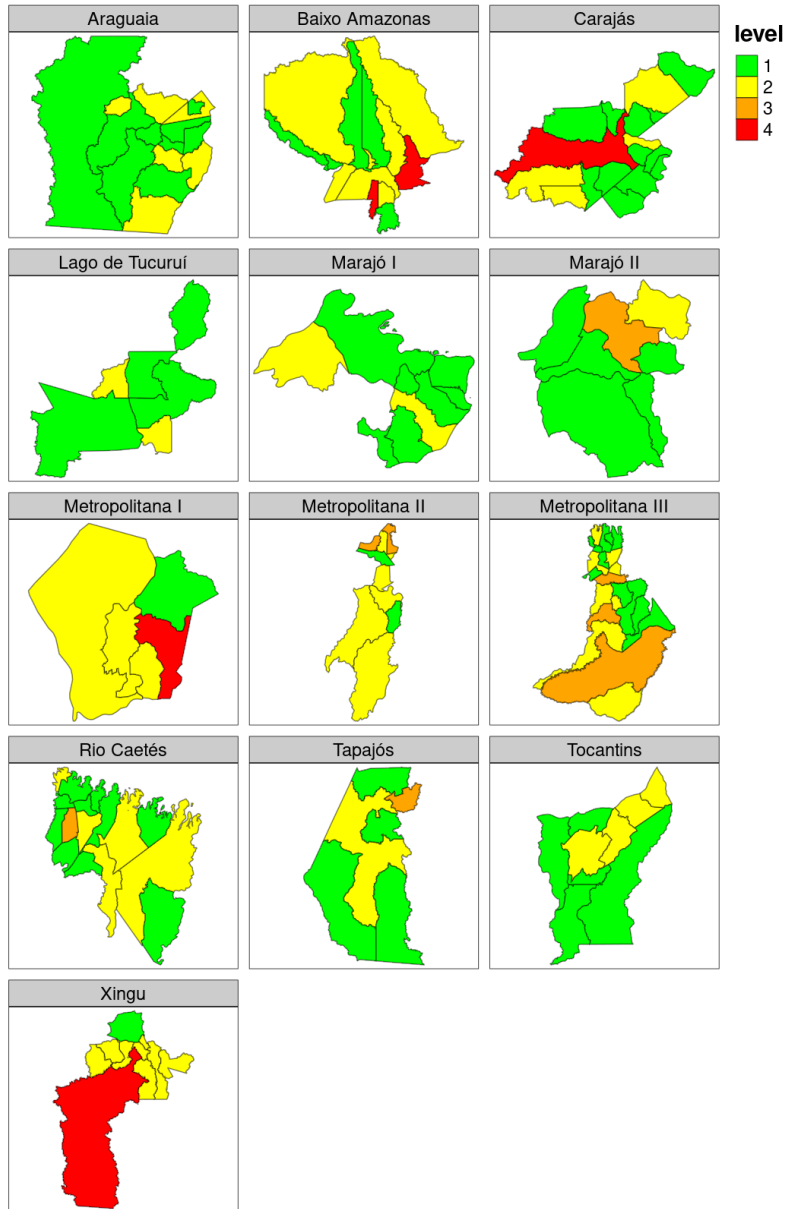 Araguaia
Baixo Amazonas
Carajás
level
1
2
3
4
Lago de Tucuruí
Marajó I
Marajó II
Metropolitana I
Metropolitana II
Metropolitana III
Rio Caetés
Tapajós
Tocantins
Xingu